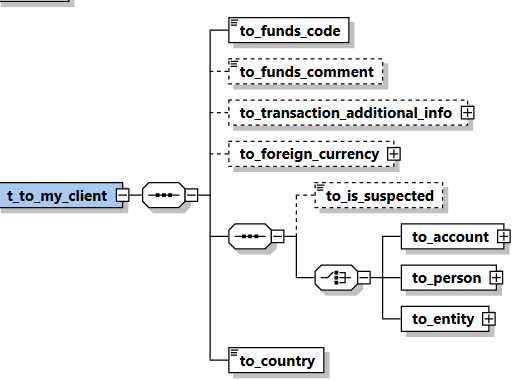 to_funds_code
to_funds_comment
to_transaction_additional_info
to_foreign_currency
t_to_my_client
to_is_suspected
to_account
to_person
to_entity
to_country